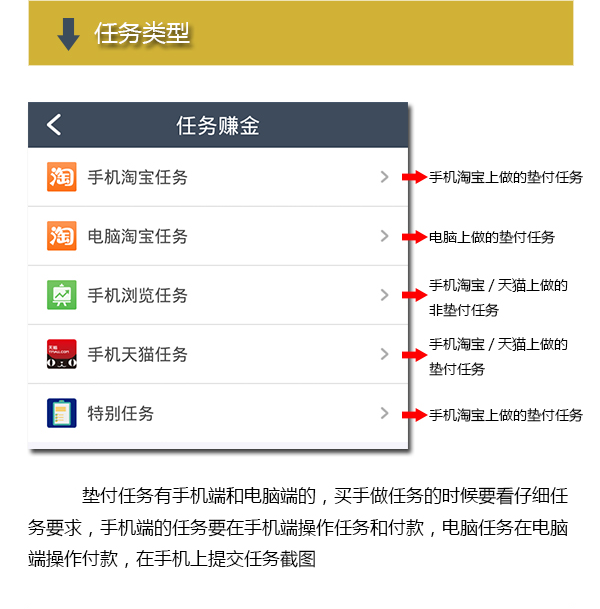 任务类型
任务赚金
淘 手机淘宝任务
手机淘宝上做的垫付任务
淘 电脑淘宝任务
电脑上做的垫付任务
手机浏览任务
手机淘宝 / 天猫上做的
非垫付任务
天猫
TMALL.COM
手机天猫任务
手机淘宝 / 天猫上做的
垫付任务
特别任务
手机淘宝上做的垫付任务
垫付任务有手机端和电脑端的，买手做任务的时候要看仔细任
务要求，手机端的任务要在手机端操作任务和付款，电脑任务在电脑
端操作付款，在手机上提交任务截图